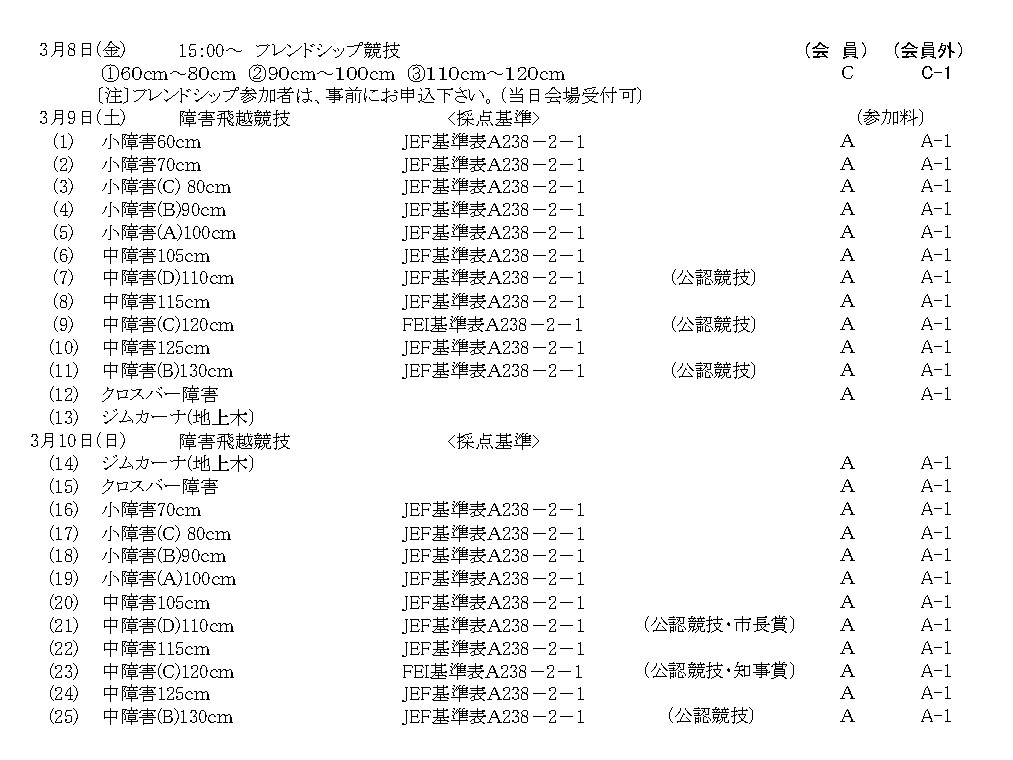 3月8日(金) 15:00～ フレンドシップ競技 (会 員) (会員外)
①60cm～80cm ②90cm～100cm ③110cm～120cm C C-1
〔注〕フレンドシップ参加者は、事前にお申込下さい。(当日会場受付可)
3月9日(土) 障害飛越競技 <採点基準> (参加料)
(1) 小障害60cm JEF基準表A238－2－1 A A-1
(2) 小障害70cm JEF基準表A238－2－1 A A-1
(3) 小障害(C) 80cm JEF基準表A238－2－1 A A-1
(4) 小障害(B)90cm JEF基準表A238－2－1 A A-1
(5) 小障害(A)100cm JEF基準表A238－2－1 A A-1
(6) 中障害105cm JEF基準表A238－2－1 A A-1
(7) 中障害(D)110cm JEF基準表A238－2－1 (公認競技) A A-1
(8) 中障害115cm JEF基準表A238－2－1 A A-1
(9) 中障害(C)120cm FEI基準表A238－2－1 (公認競技) A A-1
(10) 中障害125cm JEF基準表A238－2－1 A A-1
(11) 中障害(B)130cm JEF基準表A238－2－1 (公認競技) A A-1
(12) クロスバー障害 A A-1
(13) ジムカーナ(地上木)
3月10日(日) 障害飛越競技 <採点基準>
(14) ジムカーナ(地上木) A A-1
(15) クロスバー障害 A A-1
(16) 小障害70cm JEF基準表A238－2－1 A A-1
(17) 小障害(C) 80cm JEF基準表A238－2－1 A A-1
(18) 小障害(B)90cm JEF基準表A238－2－1 A A-1
(19) 小障害(A)100cm JEF基準表A238－2－1 A A-1
(20) 中障害105cm JEF基準表A238－2－1 A A-1
(21) 中障害(D)110cm JEF基準表A238－2－1 (公認競技・市長賞) A A-1
(22) 中障害115cm JEF基準表A238－2－1 A A-1
(23) 中障害(C)120cm FEI基準表A238－2－1 (公認競技・知事賞) A A-1
(24) 中障害125cm JEF基準表A238－2－1 A A-1
(25) 中障害(B)130cm JEF基準表A238－2－1 (公認競技) A A-1